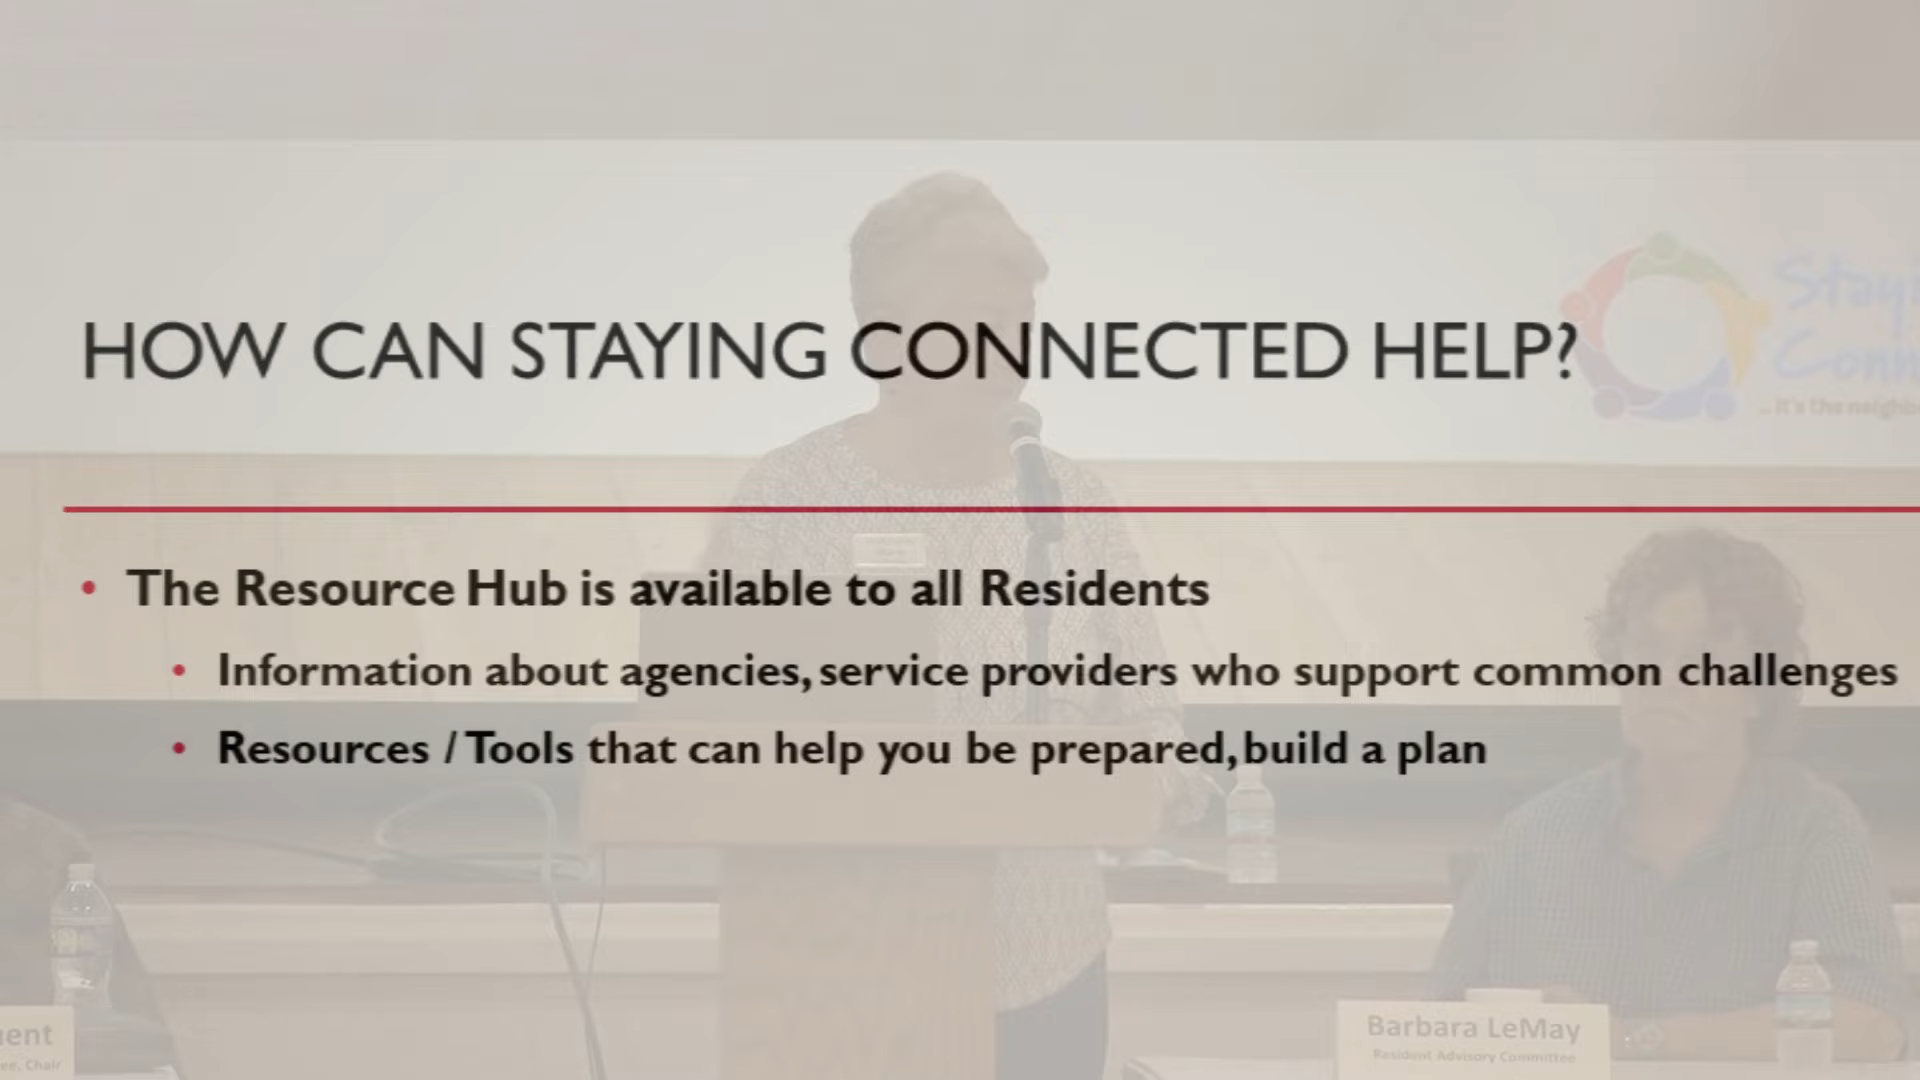 HOW CAN STAYING CONNECTED HELP?
• The Resource Hub is available to all Residents
• Information about agencies, service providers who support common challenges
• Resources / Tools that can help you be prepared, build a plan
Barbara LeMay
Resident Advisory Committee